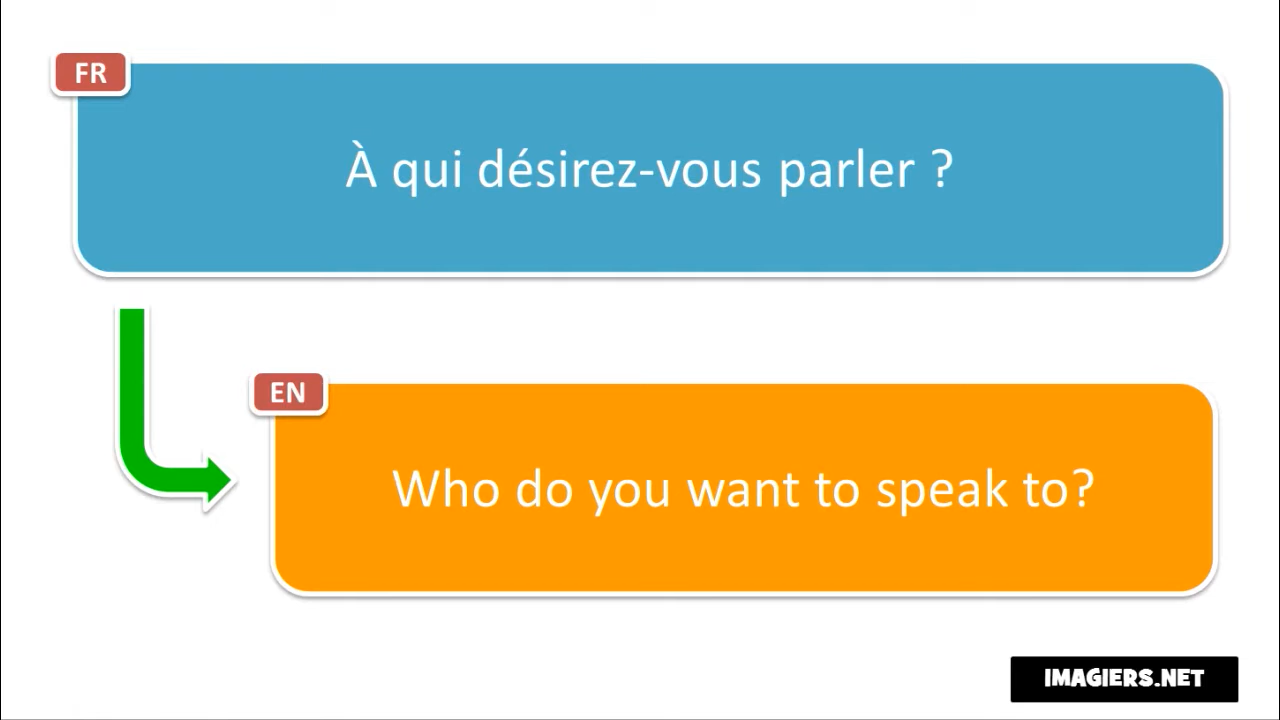 FR
À qui désirez-vous parler ?
EN
Who do you want to speak to?
IMAGIERS.NET